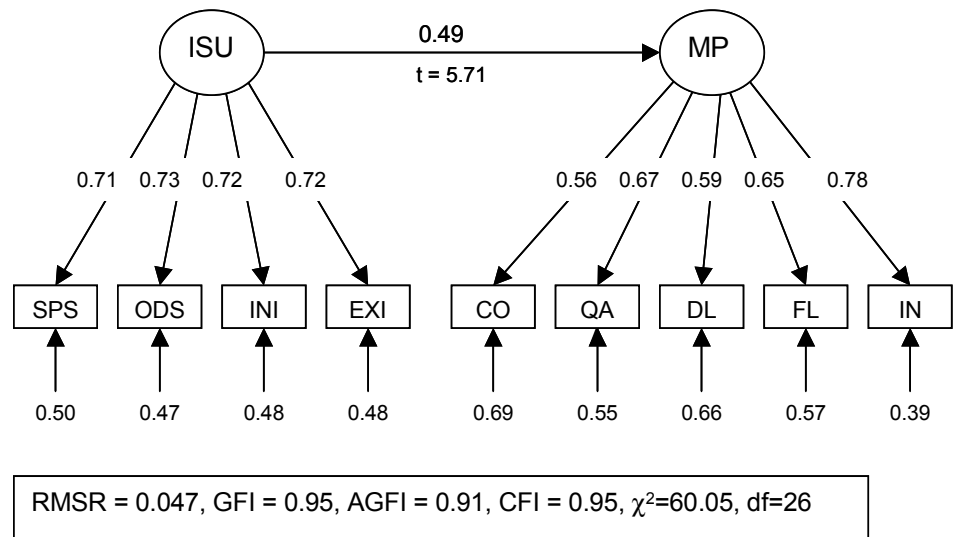 ISU 0.49 MP
t = 5.71
0.71 0.73 0.72 0.72 0.56 0.67 0.59 0.65 0.78
SPS ODS INI EXI CO QA DL FL IN
0.50 0.47 0.48 0.48 0.69 0.55 0.66 0.57 0.39
RMSR = 0.047, GFI = 0.95, AGFI = 0.91, CFI = 0.95, χ²=60.05, df=26